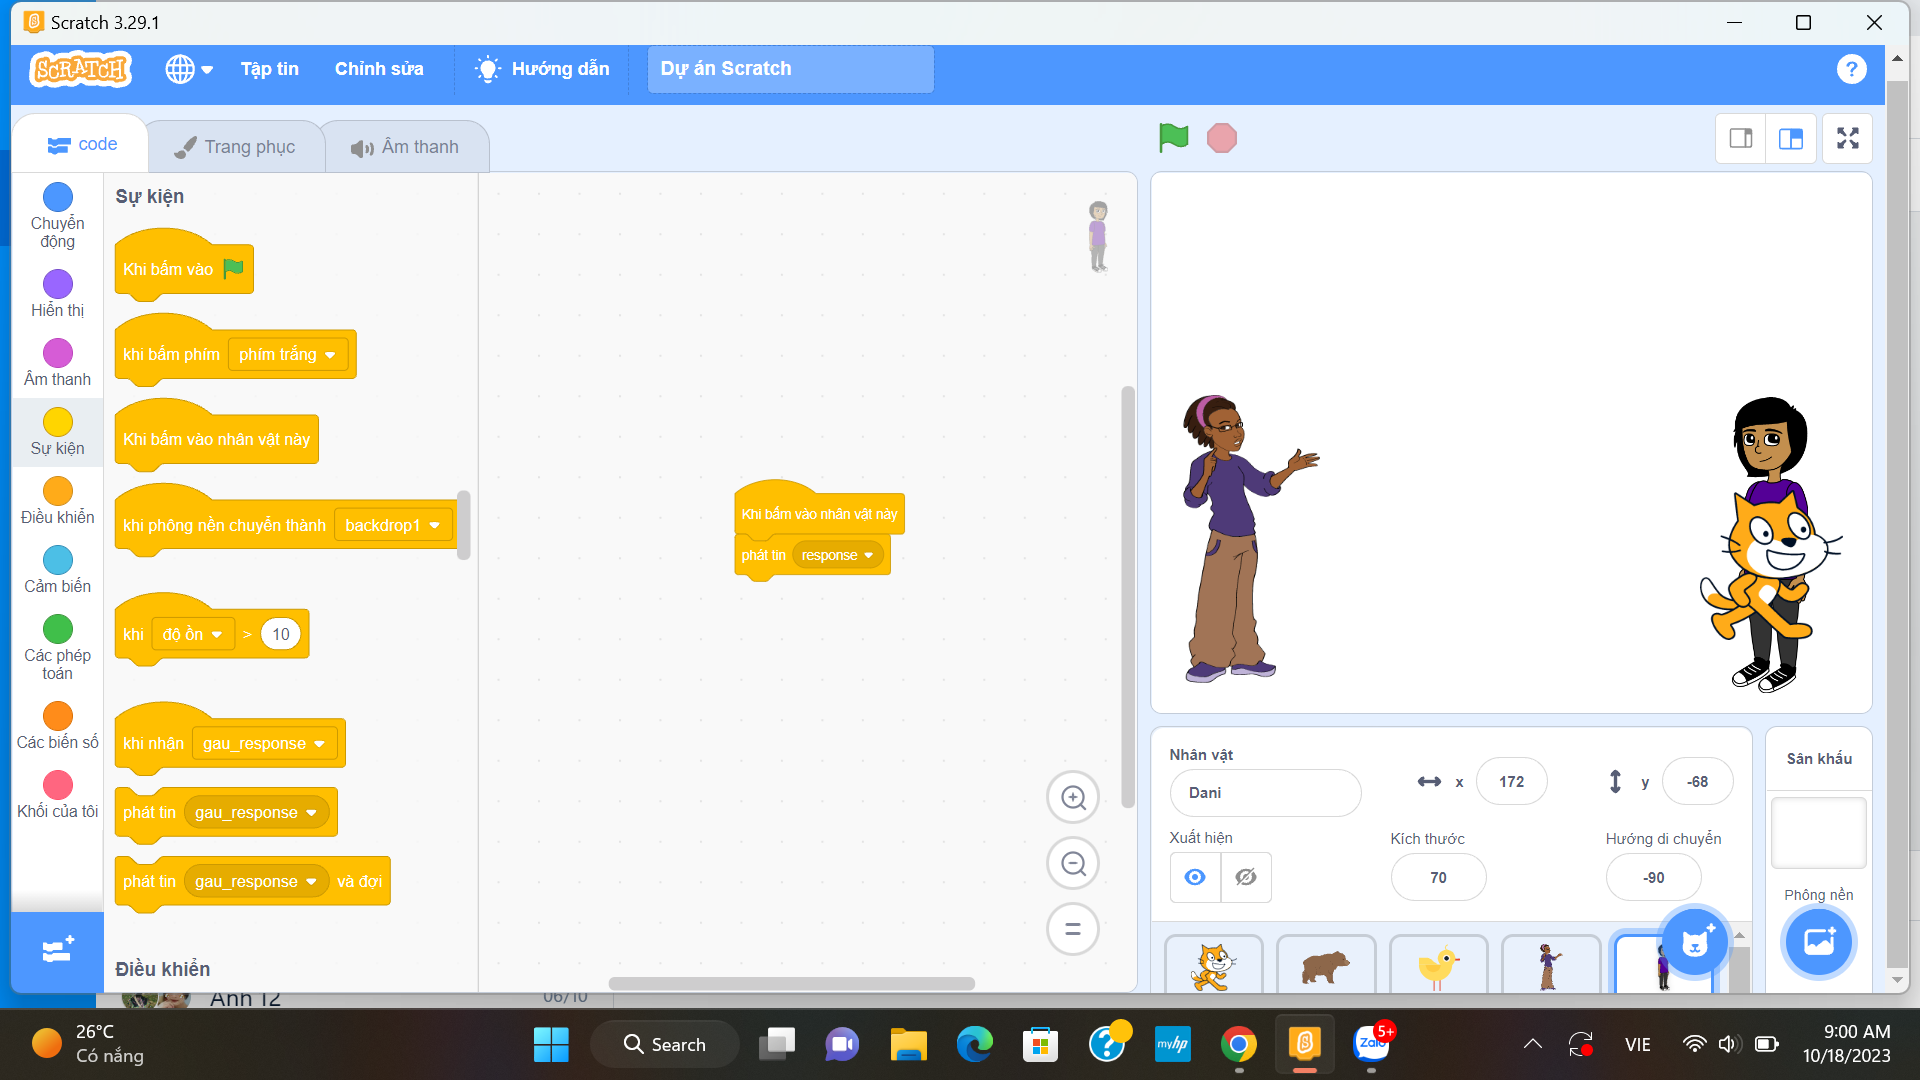 Scratch 3.29.1
SCRATCH
Tập tin
Chỉnh sửa
Hướng dẫn
Dự án Scratch
?
code
Trang phục
Âm thanh
Chuyển
động
Hiển thị
Âm thanh
Sự kiện
Điều khiển
Cảm biến
Các phép
toán
Các biến số
Khối của tôi
Sự kiện
Khi bấm vào
khi bấm phím phím trắng
Khi bấm vào nhân vật này
khi phông nền chuyển thành backdrop1
khi độ ồn > 10
khi nhận gau_response
phát tin gau_response
phát tin gau_response và đợi
Điều khiển
Khi bấm vào nhân vật này
phát tin response
Nhân vật
Dani
x 172
y -68
Xuất hiện
Kích thước
70
Hướng di chuyển
-90
Sân khấu
Phông nền
Anh 12
06/10
26°C
Có nắng
Search
?
myhp
Zalo
5+
VIE
9:00 AM
10/18/2023